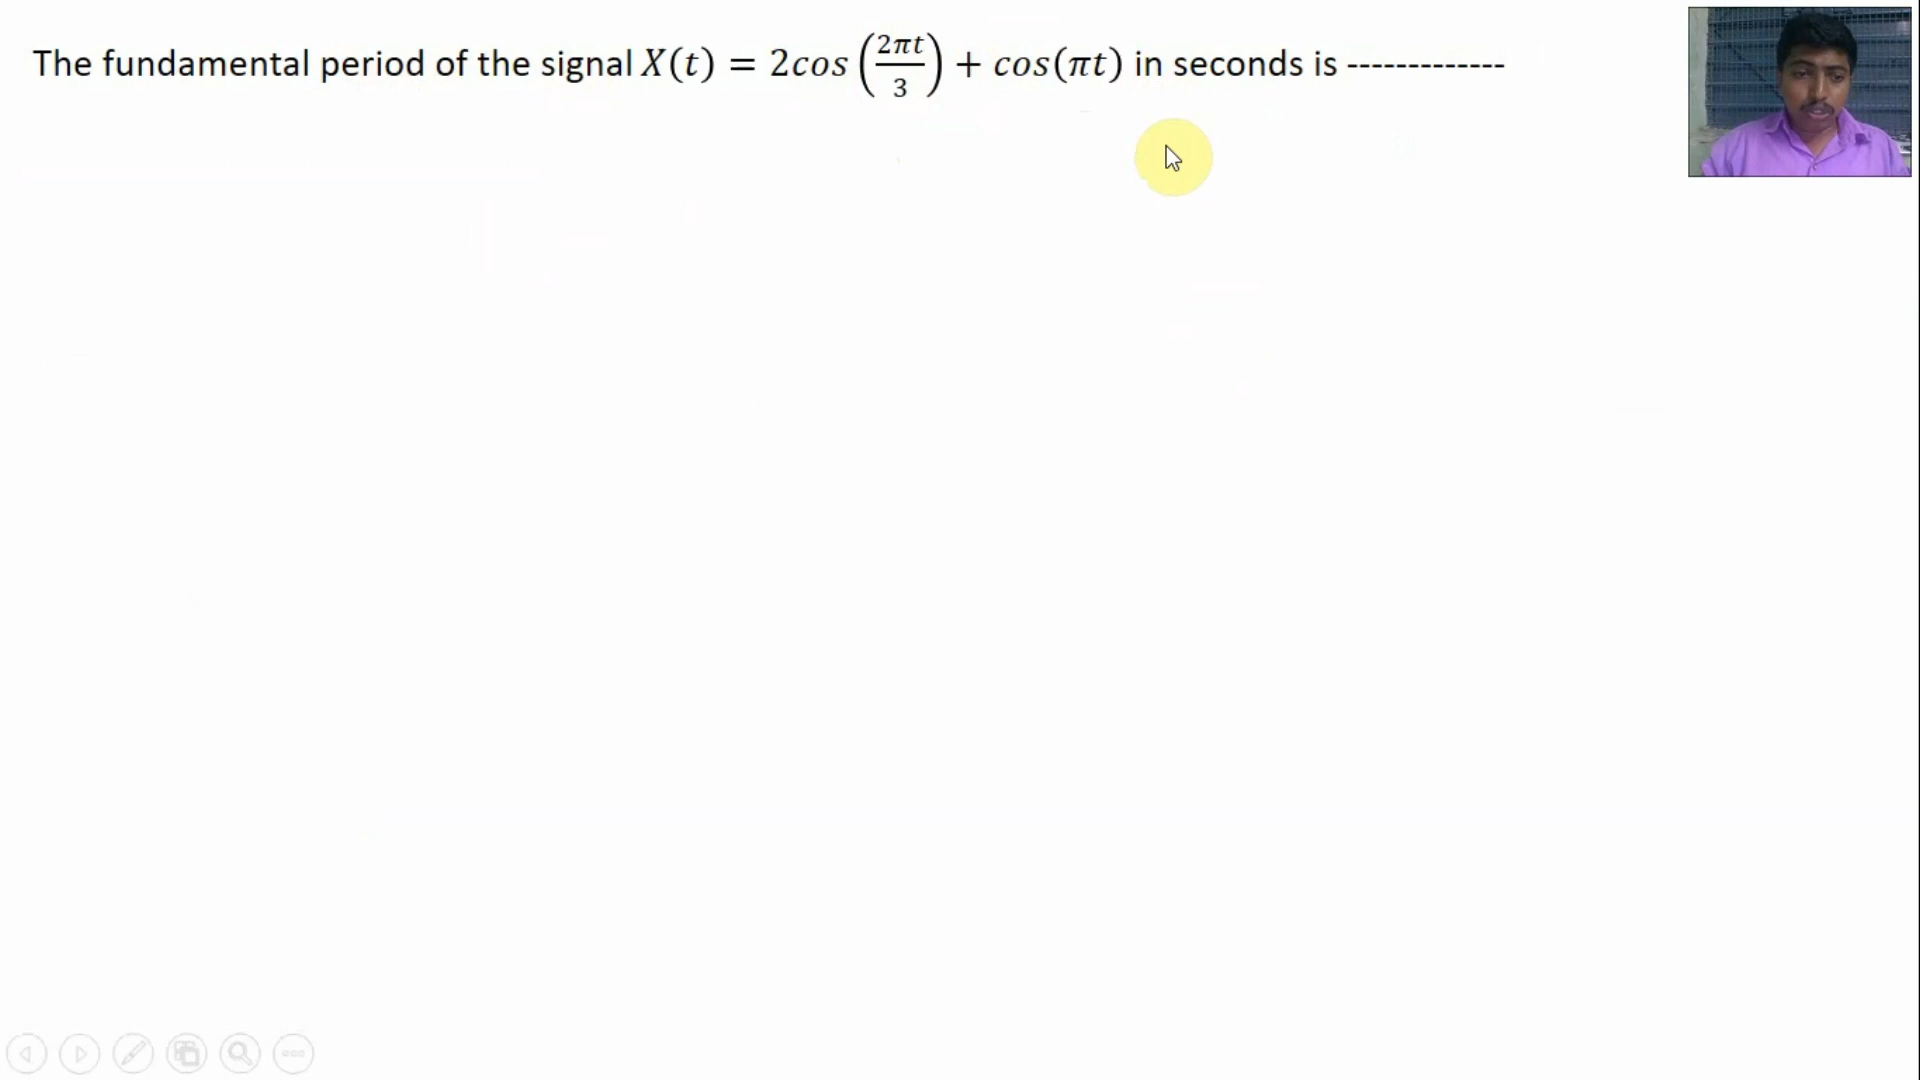 The fundamental period of the signal X(t) = 2cos(2πt/3) + cos(πt) in seconds is -------------